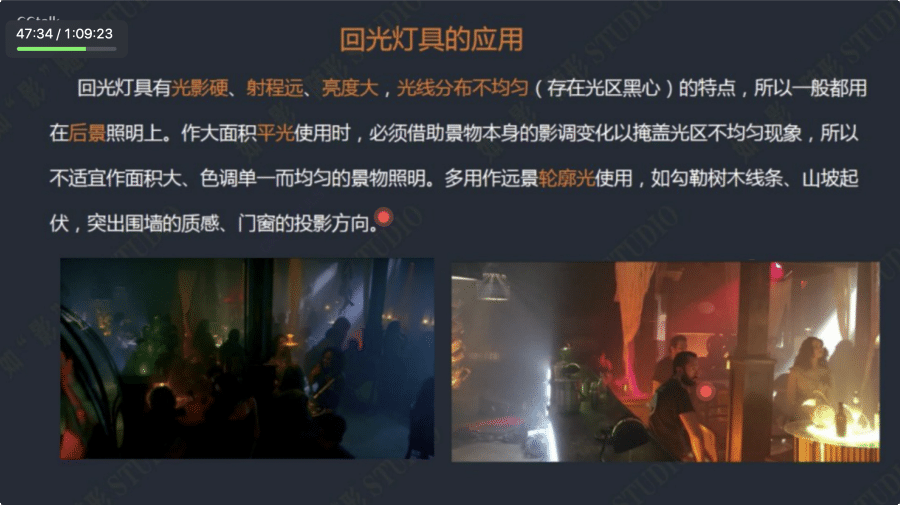 47:34 / 1:09:23
回光灯具的应用
回光灯具有光影硬、射程远、亮度大，光线分布不均匀（存在光区黑心）的特点，所以一般都用
在后景照明上。作大面积平光使用时，必须借助景物本身的影调变化以掩盖光区不均匀现象，所以
不适宜作面积大、色调单一而均匀的景物照明。多用作远景轮廓光使用，如勾勒树木线条、山坡起
伏，突出围墙的质感、门窗的投影方向。